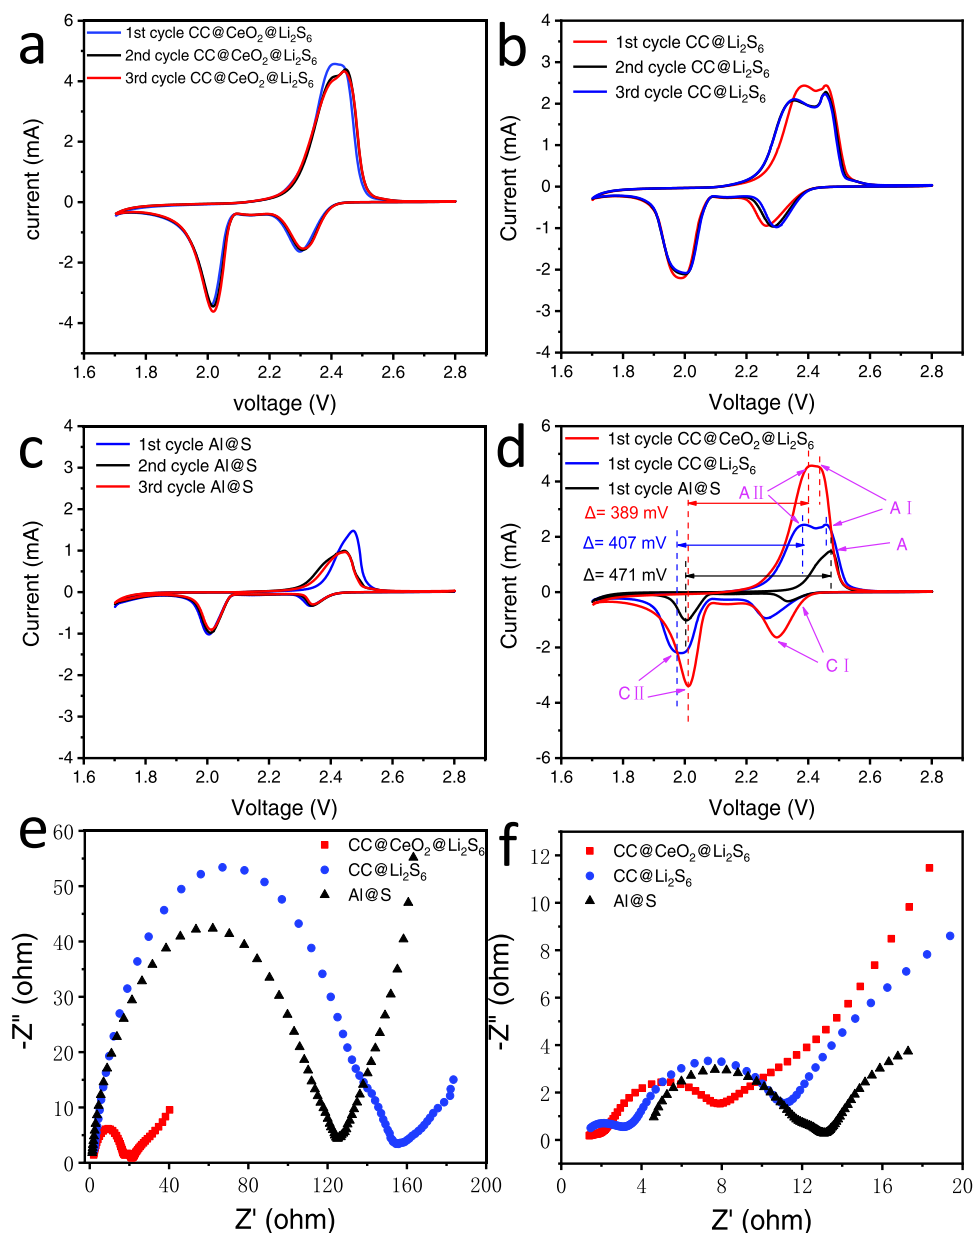 a
1st cycle CC@CeO₂@Li₂S₆
2nd cycle CC@CeO₂@Li₂S₆
3rd cycle CC@CeO₂@Li₂S₆
current (mA)
6
4
2
0
-2
-4
1.6 1.8 2.0 2.2 2.4 2.6 2.8
voltage (V)
b
1st cycle CC@Li₂S₆
2nd cycle CC@Li₂S₆
3rd cycle CC@Li₂S₆
Current (mA)
4
3
2
1
0
-1
-2
-3
-4
1.6 1.8 2.0 2.2 2.4 2.6 2.8
Voltage (V)
c
1st cycle Al@S
2nd cycle Al@S
3rd cycle Al@S
Current (mA)
4
3
2
1
0
-1
-2
-3
-4
1.6 1.8 2.0 2.2 2.4 2.6 2.8
Voltage (V)
d
1st cycle CC@CeO₂@Li₂S₆
1st cycle CC@Li₂S₆
1st cycle Al@S
AⅡ
AⅠ
A
Δ= 389 mV
Δ= 407 mV
Δ= 471 mV
CⅠ
CⅡ
Current (mA)
6
4
2
0
-2
-4
-6
1.6 1.8 2.0 2.2 2.4 2.6 2.8
Voltage (V)
e
CC@CeO₂@Li₂S₆
CC@Li₂S₆
Al@S
-Z" (ohm)
60
50
40
30
20
10
0
0 40 80 120 160 200
Z' (ohm)
f
CC@CeO₂@Li₂S₆
CC@Li₂S₆
Al@S
-Z" (ohm)
12
10
8
6
4
2
0
0 4 8 12 16 20
Z' (ohm)